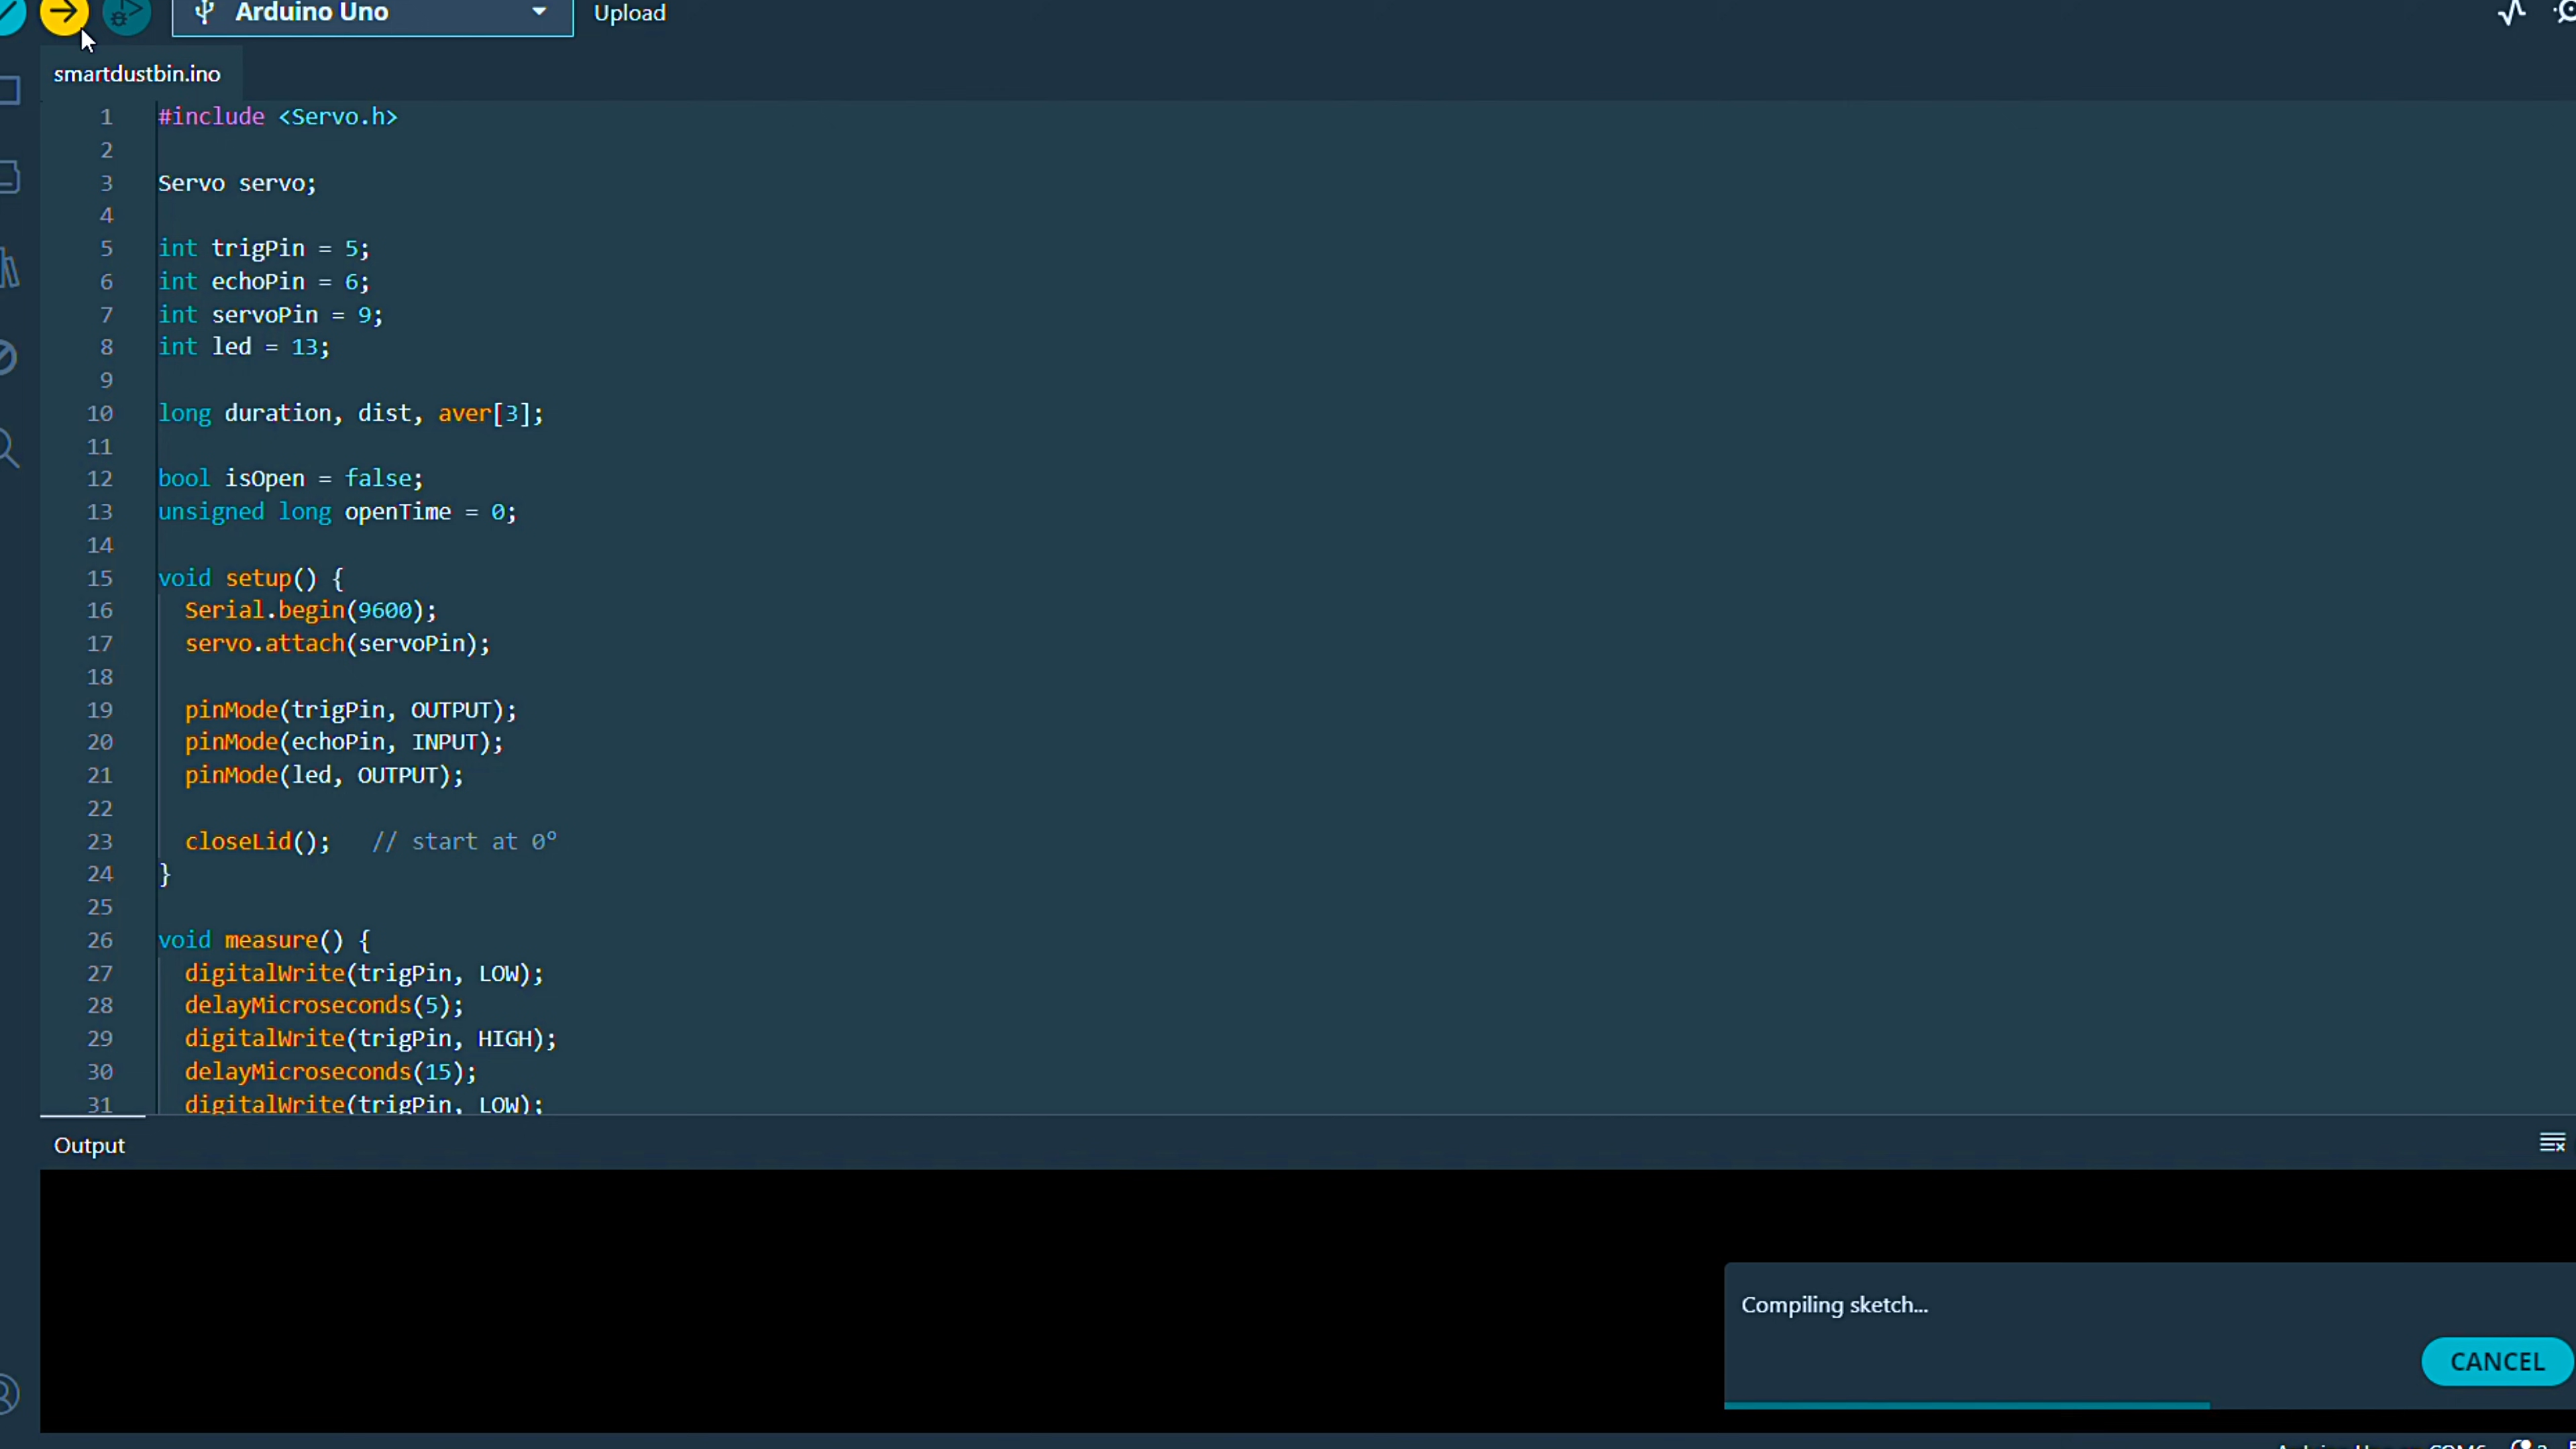 Arduino Uno
Upload
smartdustbin.ino
1 #include <Servo.h>
2
3 Servo servo;
4
5 int trigPin = 5;
6 int echoPin = 6;
7 int servoPin = 9;
8 int led = 13;
9
10 long duration, dist, aver[3];
11
12 bool isOpen = false;
13 unsigned long openTime = 0;
14
15 void setup() {
16 Serial.begin(9600);
17 servo.attach(servoPin);
18
19 pinMode(trigPin, OUTPUT);
20 pinMode(echoPin, INPUT);
21 pinMode(led, OUTPUT);
22
23 closeLid(); // start at 0°
24 }
25
26 void measure() {
27 digitalWrite(trigPin, LOW);
28 delayMicroseconds(5);
29 digitalWrite(trigPin, HIGH);
30 delayMicroseconds(15);
31 digitalWrite(trigPin, LOW);
Output
Compiling sketch...
CANCEL